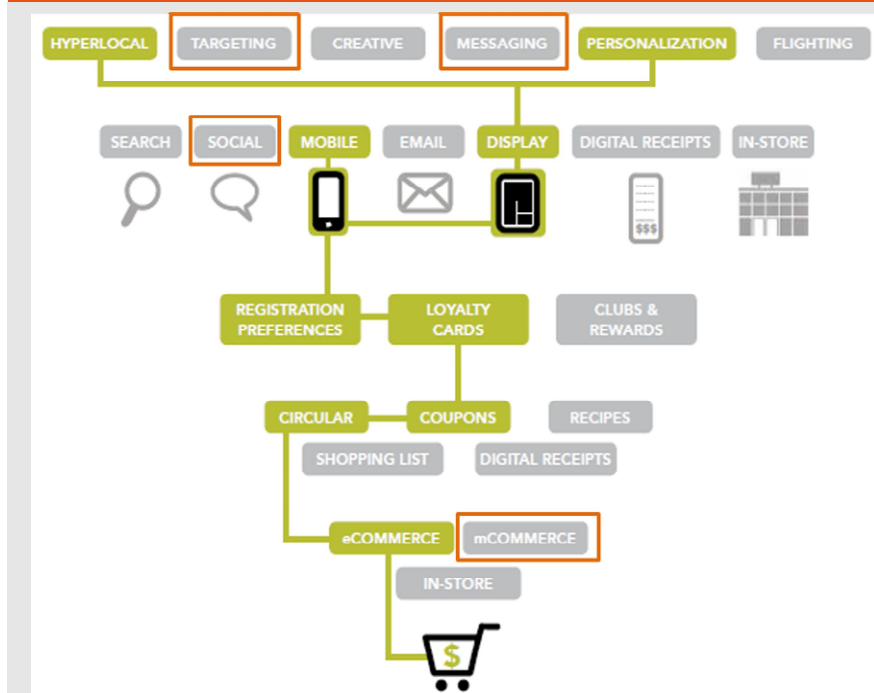 HYPERLOCAL TARGETING CREATIVE MESSAGING PERSONALIZATION FLIGHTING
SEARCH SOCIAL MOBILE EMAIL DISPLAY DIGITAL RECEIPTS IN-STORE
$$$
REGISTRATION PREFERENCES
LOYALTY CARDS
CLUBS & REWARDS
CIRCULAR COUPONS RECIPES
SHOPPING LIST DIGITAL RECEIPTS
eCOMMERCE mCOMMERCE
IN-STORE
$